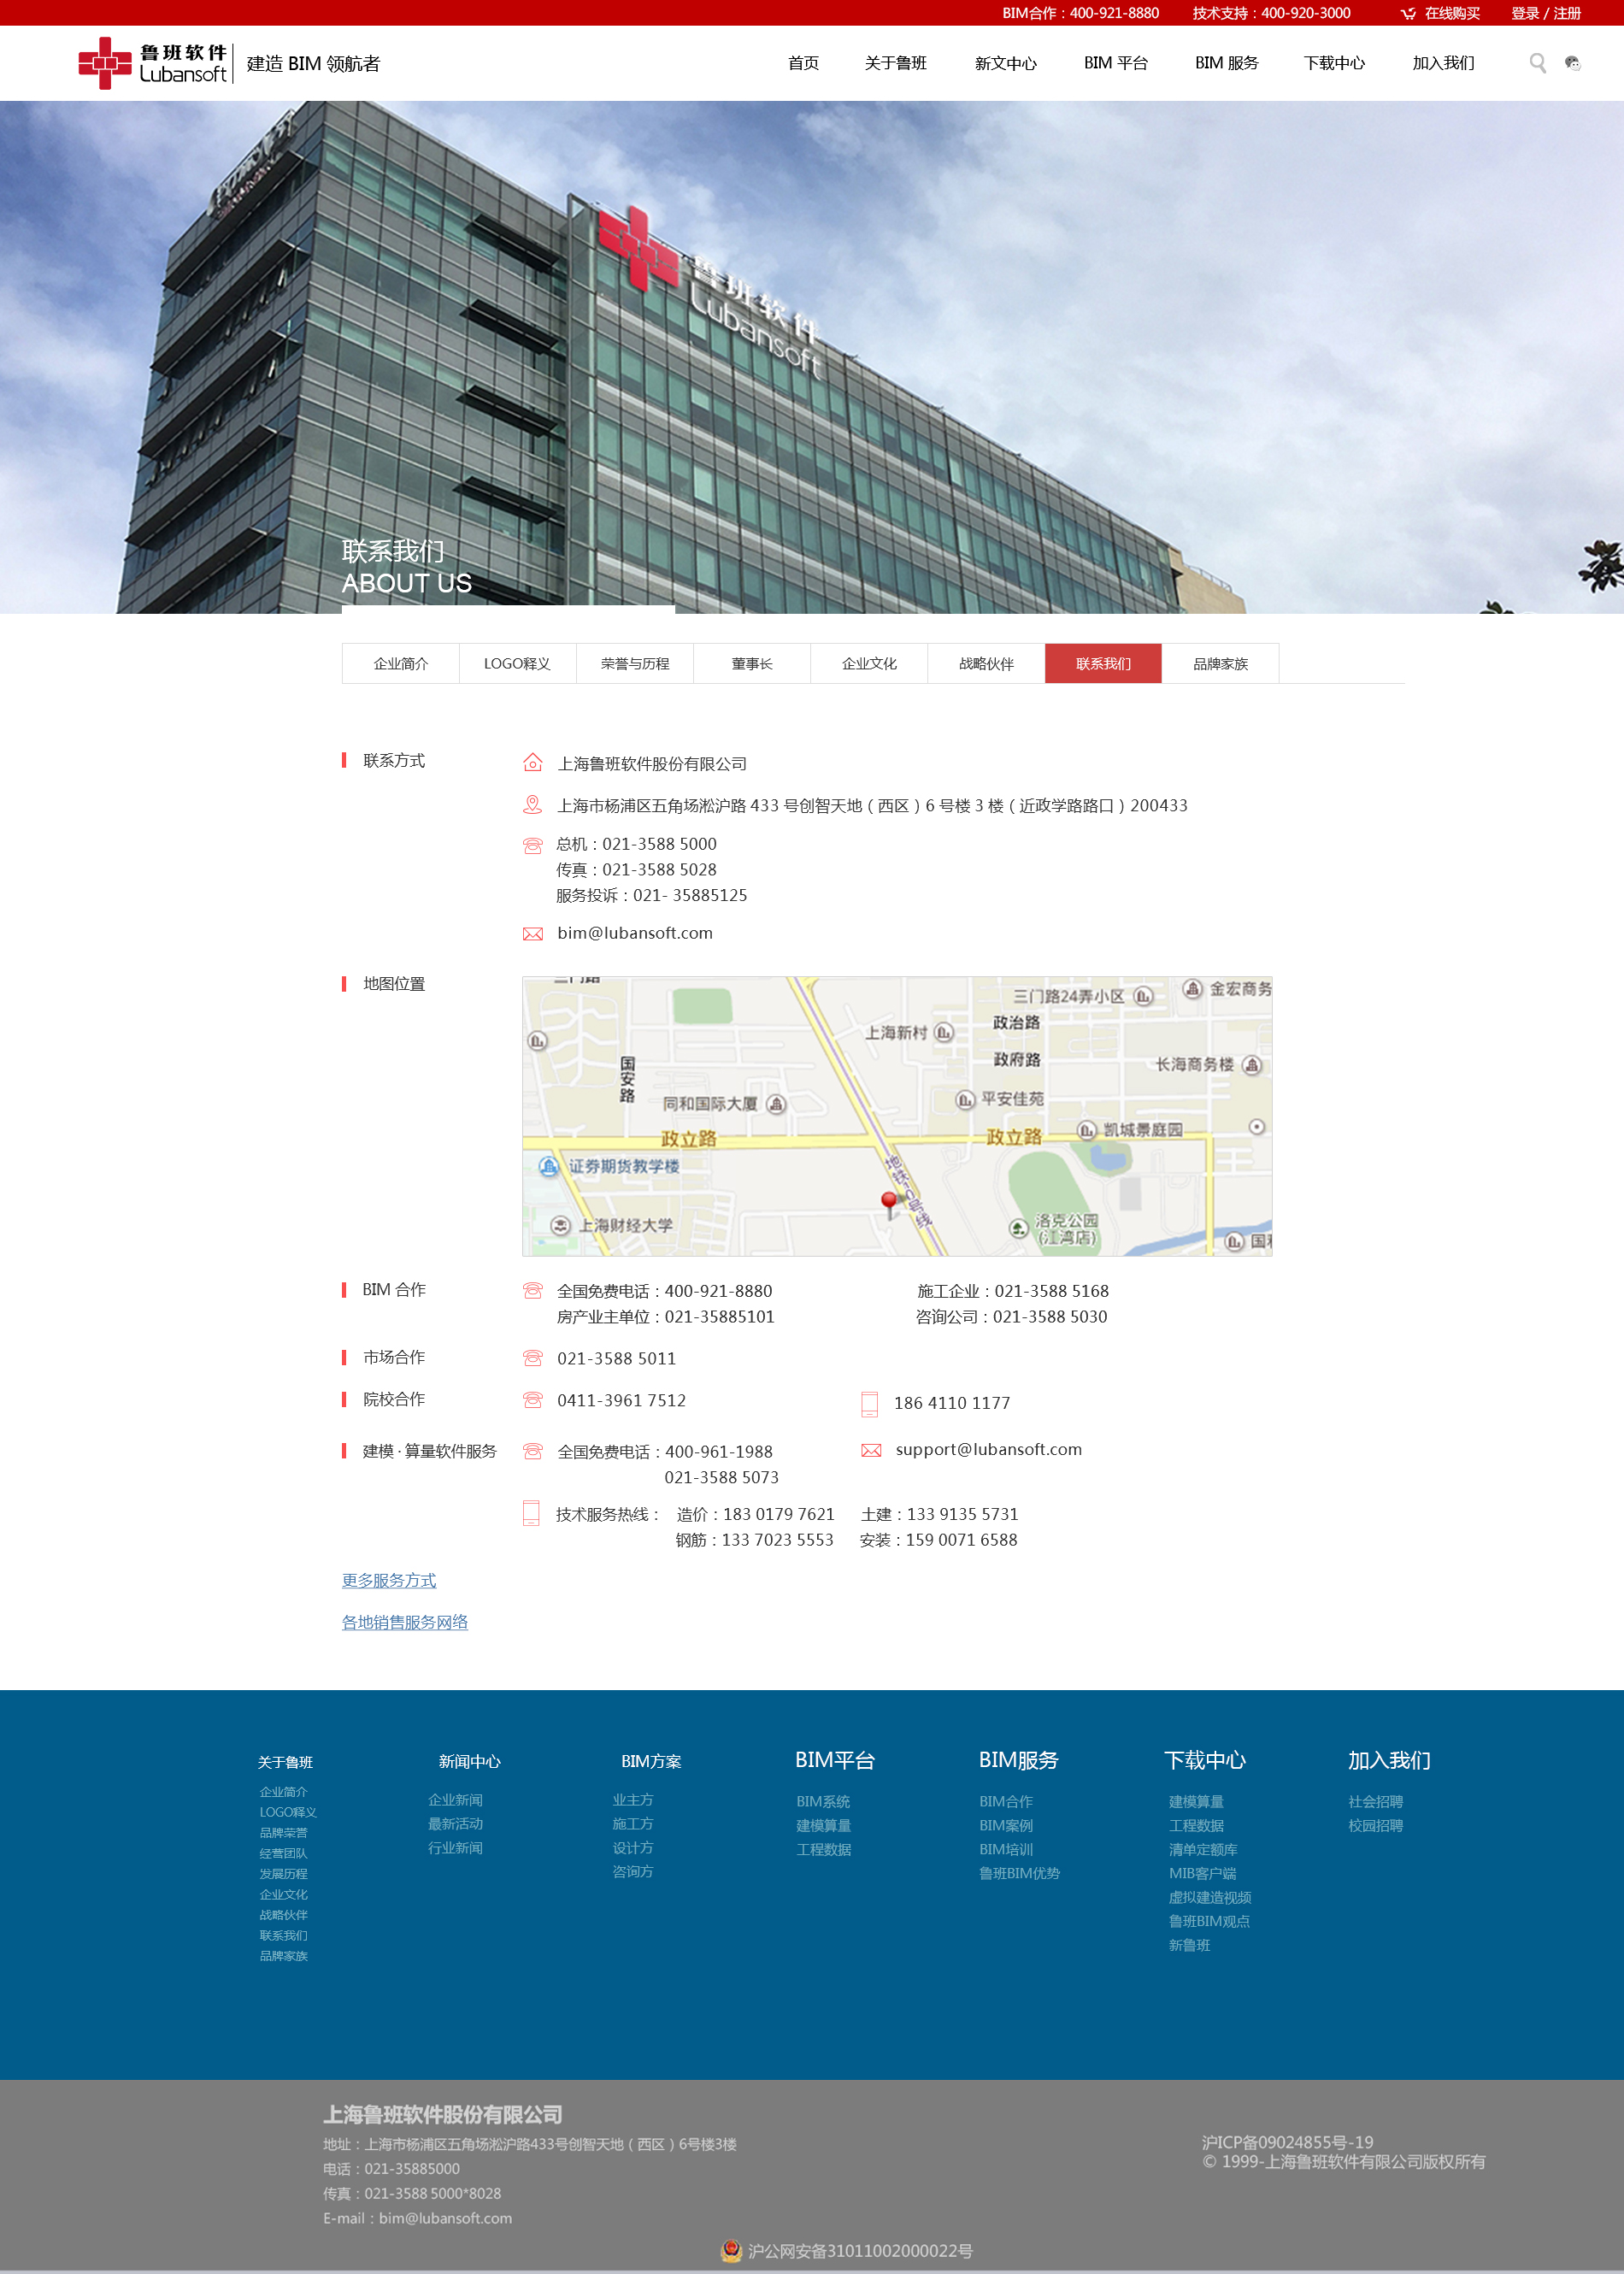 BIM合作：400-921-8880 技术支持：400-920-3000 在线购买 登录 / 注册
鲁班软件
Lubansoft
建造 BIM 领航者
首页 关于鲁班 新文中心 BIM 平台 BIM 服务 下载中心 加入我们
鲁班软件
Lubansoft
联系我们
ABOUT US
企业简介 LOGO释义 荣誉与历程 董事长 企业文化 战略伙伴 联系我们 品牌家族
联系方式
上海鲁班软件股份有限公司
上海市杨浦区五角场淞沪路 433 号创智天地（西区）6 号楼 3 楼（近政学路路口）200433
总机：021-3588 5000
传真：021-3588 5028
服务投诉：021- 35885125
bim@lubansoft.com
地图位置
三门路
三门路24弄小区
金宏商务
上海新村
政治路
国安路
政府路
长海商务楼
同和国际大厦
平安佳苑
政立路
政立路
凯城景庭园
证券期货教学楼
地铁10号线
上海财经大学
洛克公园
(江湾店)
BIM 合作
全国免费电话：400-921-8880 施工企业：021-3588 5168
房产业主单位：021-35885101 咨询公司：021-3588 5030
市场合作 021-3588 5011
院校合作 0411-3961 7512 186 4110 1177
建模 · 算量软件服务 全国免费电话：400-961-1988 support@lubansoft.com
021-3588 5073
技术服务热线： 造价：183 0179 7621 土建：133 9135 5731
钢筋：133 7023 5553 安装：159 0071 6588
更多服务方式
各地销售服务网络
关于鲁班
企业简介
LOGO释义
品牌荣誉
经营团队
发展历程
企业文化
战略伙伴
联系我们
品牌家族
新闻中心
企业新闻
最新活动
行业新闻
BIM方案
业主方
施工方
设计方
咨询方
BIM平台
BIM系统
建模算量
工程数据
BIM服务
BIM合作
BIM案例
BIM培训
鲁班BIM优势
下载中心
建模算量
工程数据
清单定额库
MIB客户端
虚拟建造视频
鲁班BIM观点
新鲁班
加入我们
社会招聘
校园招聘
上海鲁班软件股份有限公司
地址：上海市杨浦区五角场淞沪路433号创智天地（西区）6号楼3楼
电话：021-35885000
传真：021-3588 5000*8028
E-mail：bim@lubansoft.com
沪ICP备09024855号-19
© 1999-上海鲁班软件有限公司版权所有
沪公网安备31011002000022号